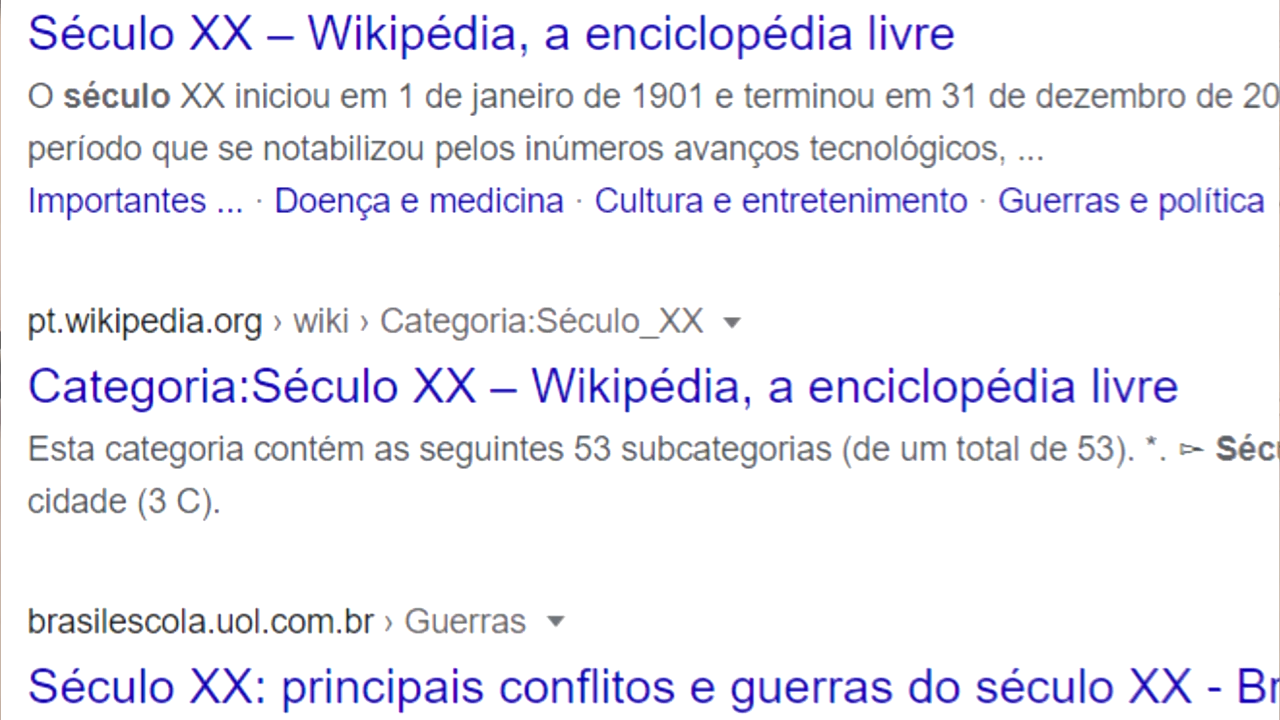 Século XX – Wikipédia, a enciclopédia livre
O século XX iniciou em 1 de janeiro de 1901 e terminou em 31 de dezembro de 20
período que se notabilizou pelos inúmeros avanços tecnológicos, ...
Importantes ... · Doença e medicina · Cultura e entretenimento · Guerras e política
pt.wikipedia.org › wiki › Categoria:Século_XX
Categoria:Século XX – Wikipédia, a enciclopédia livre
Esta categoria contém as seguintes 53 subcategorias (de um total de 53). *. ▻
cidade (3 C).
brasilescola.uol.com.br › Guerras
Século XX: principais conflitos e guerras do século XX -